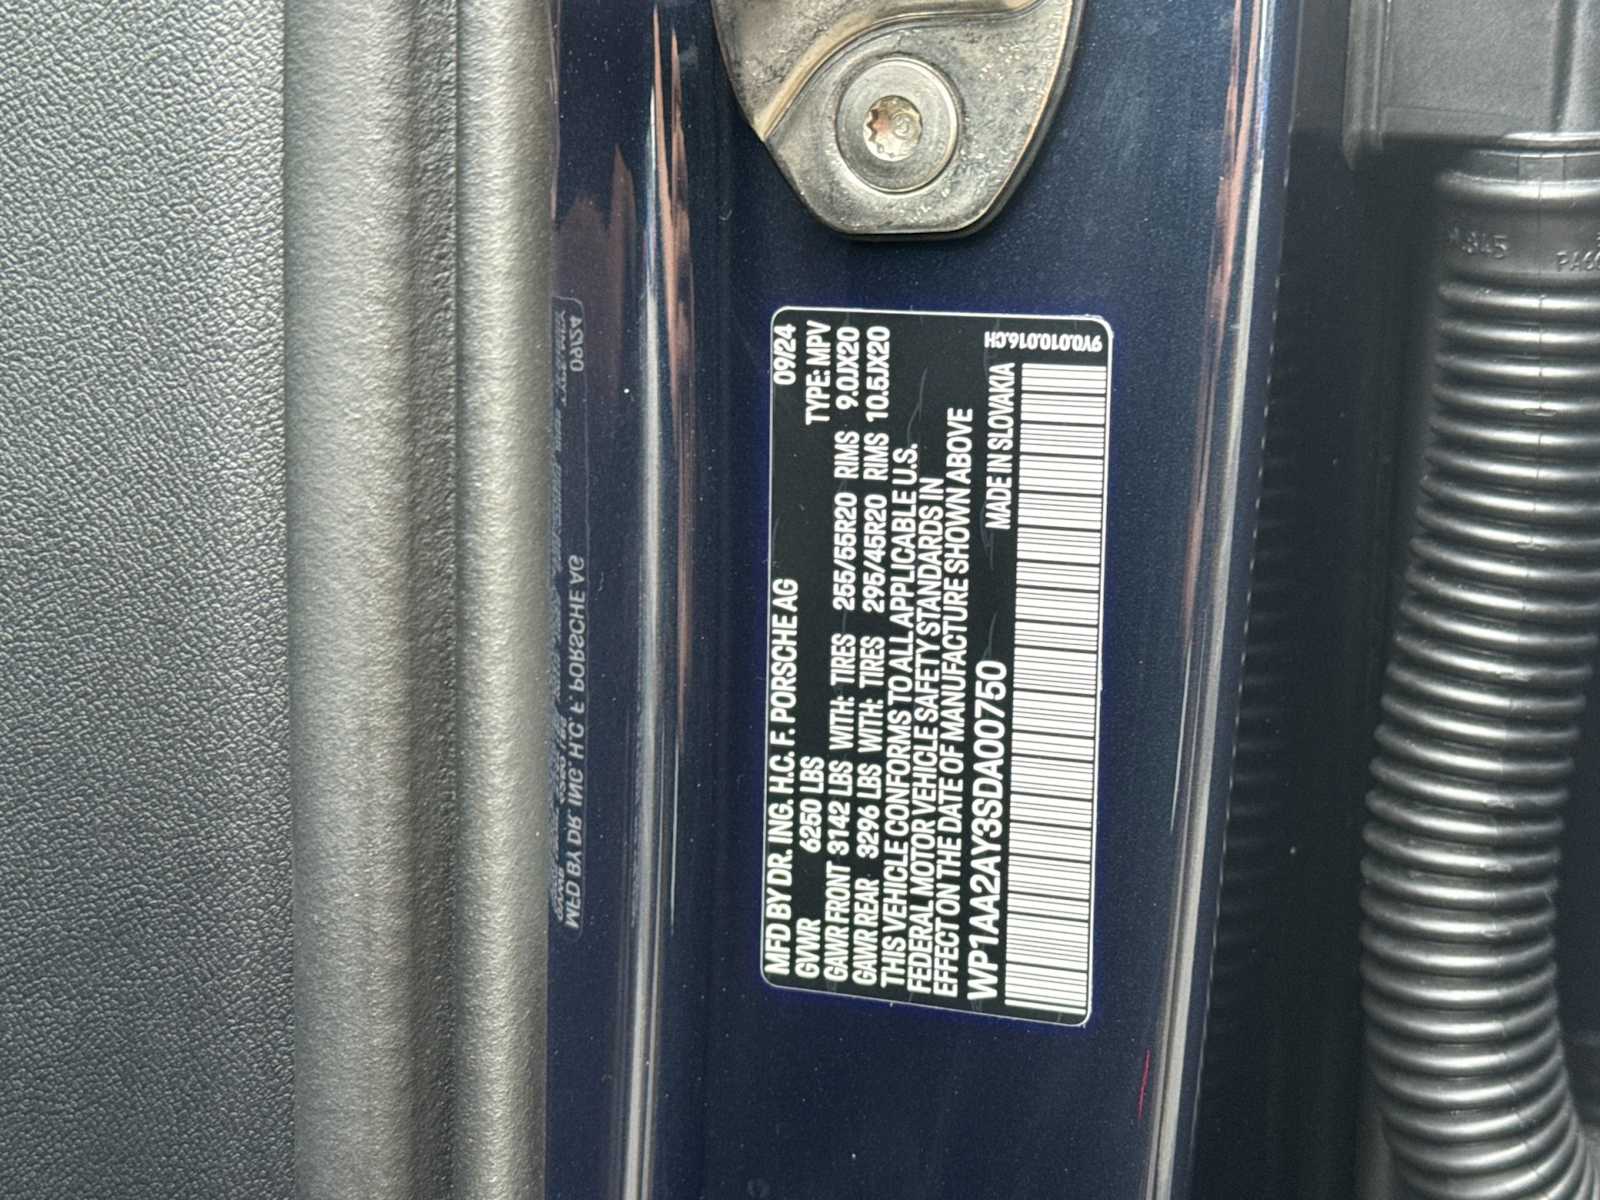 MFD BY DR. ING. H.C. F. PORSCHE AG 09/24
GVWR 6250 LBS TYPE: MPV
GAWR FRONT 3142 LBS WITH: TIRES 255/55R20 RIMS 9.0JX20
GAWR REAR 3296 LBS WITH: TIRES 295/45R20 RIMS 10.5JX20
THIS VEHICLE CONFORMS TO ALL APPLICABLE U.S.
FEDERAL MOTOR VEHICLE SAFETY STANDARDS IN
EFFECT ON THE DATE OF MANUFACTURE SHOWN ABOVE
WP1AA2AY3SDA00750 MADE IN SLOVAKIA
9Y0.010.016.CH